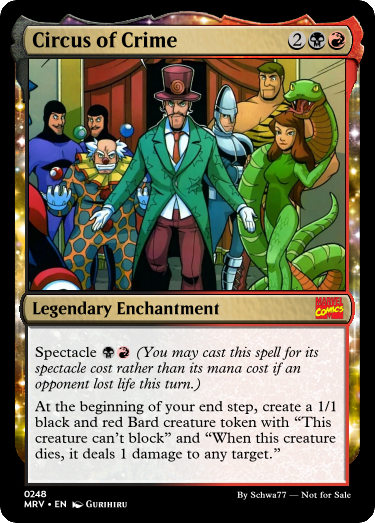 Circus of Crime 2
Legendary Enchantment MARVEL COMICS
Spectacle (You may cast this spell for its
spectacle cost rather than its mana cost if an
opponent lost life this turn.)
At the beginning of your end step, create a 1/1
black and red Bard creature token with “This
creature can’t block” and “When this creature
dies, it deals 1 damage to any target.”
0248
MRV • EN GURIHIRU
By Schwa77 — Not for Sale